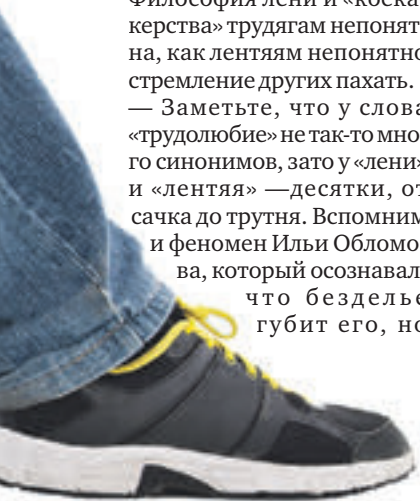 Философия лени и «коска-
керства» трудягам непонят-
на, как лентяям непонятно
стремление других пахать.
— Заметьте, что у слова
«трудолюбие» не так-то мно-
го синонимов, зато у «лени»
и «лентяя» —десятки, от
сачка до трутня. Вспомним
и феномен Ильи Обломо-
ва, который осознавал,
что безделье
губит его, но